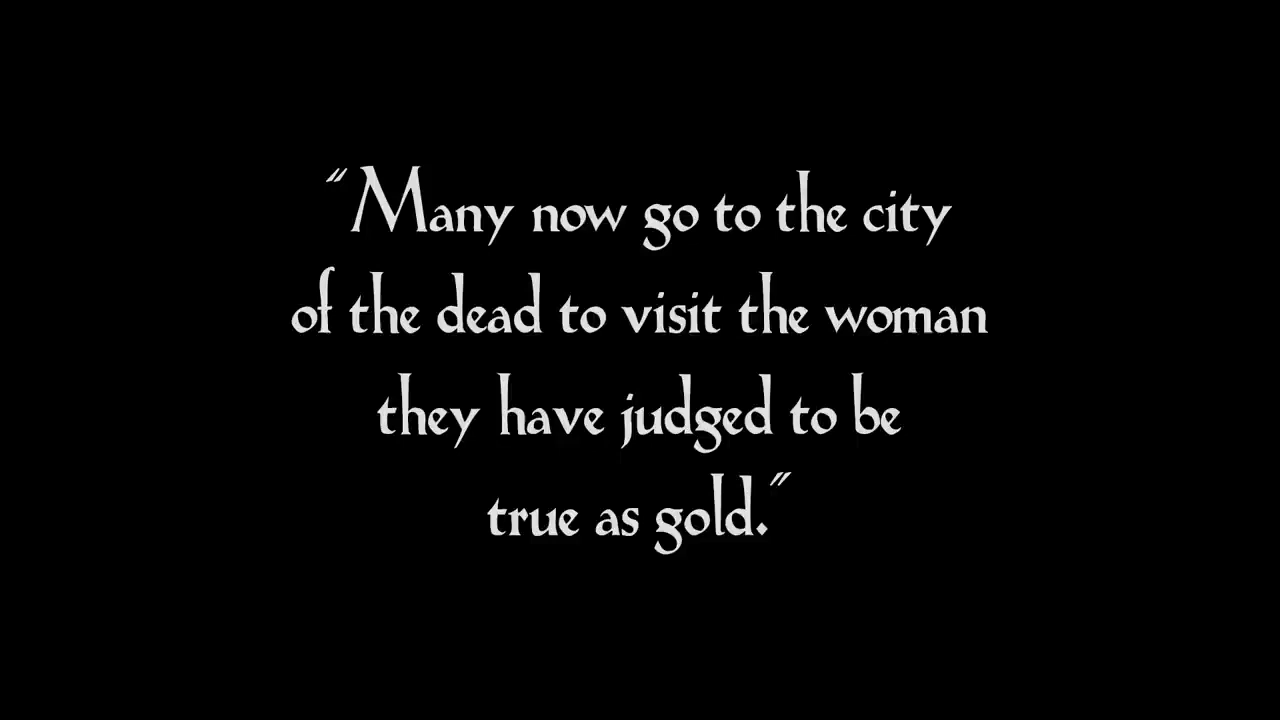 “Many now go to the city
of the dead to visit the woman
they have judged to be
true as gold.”